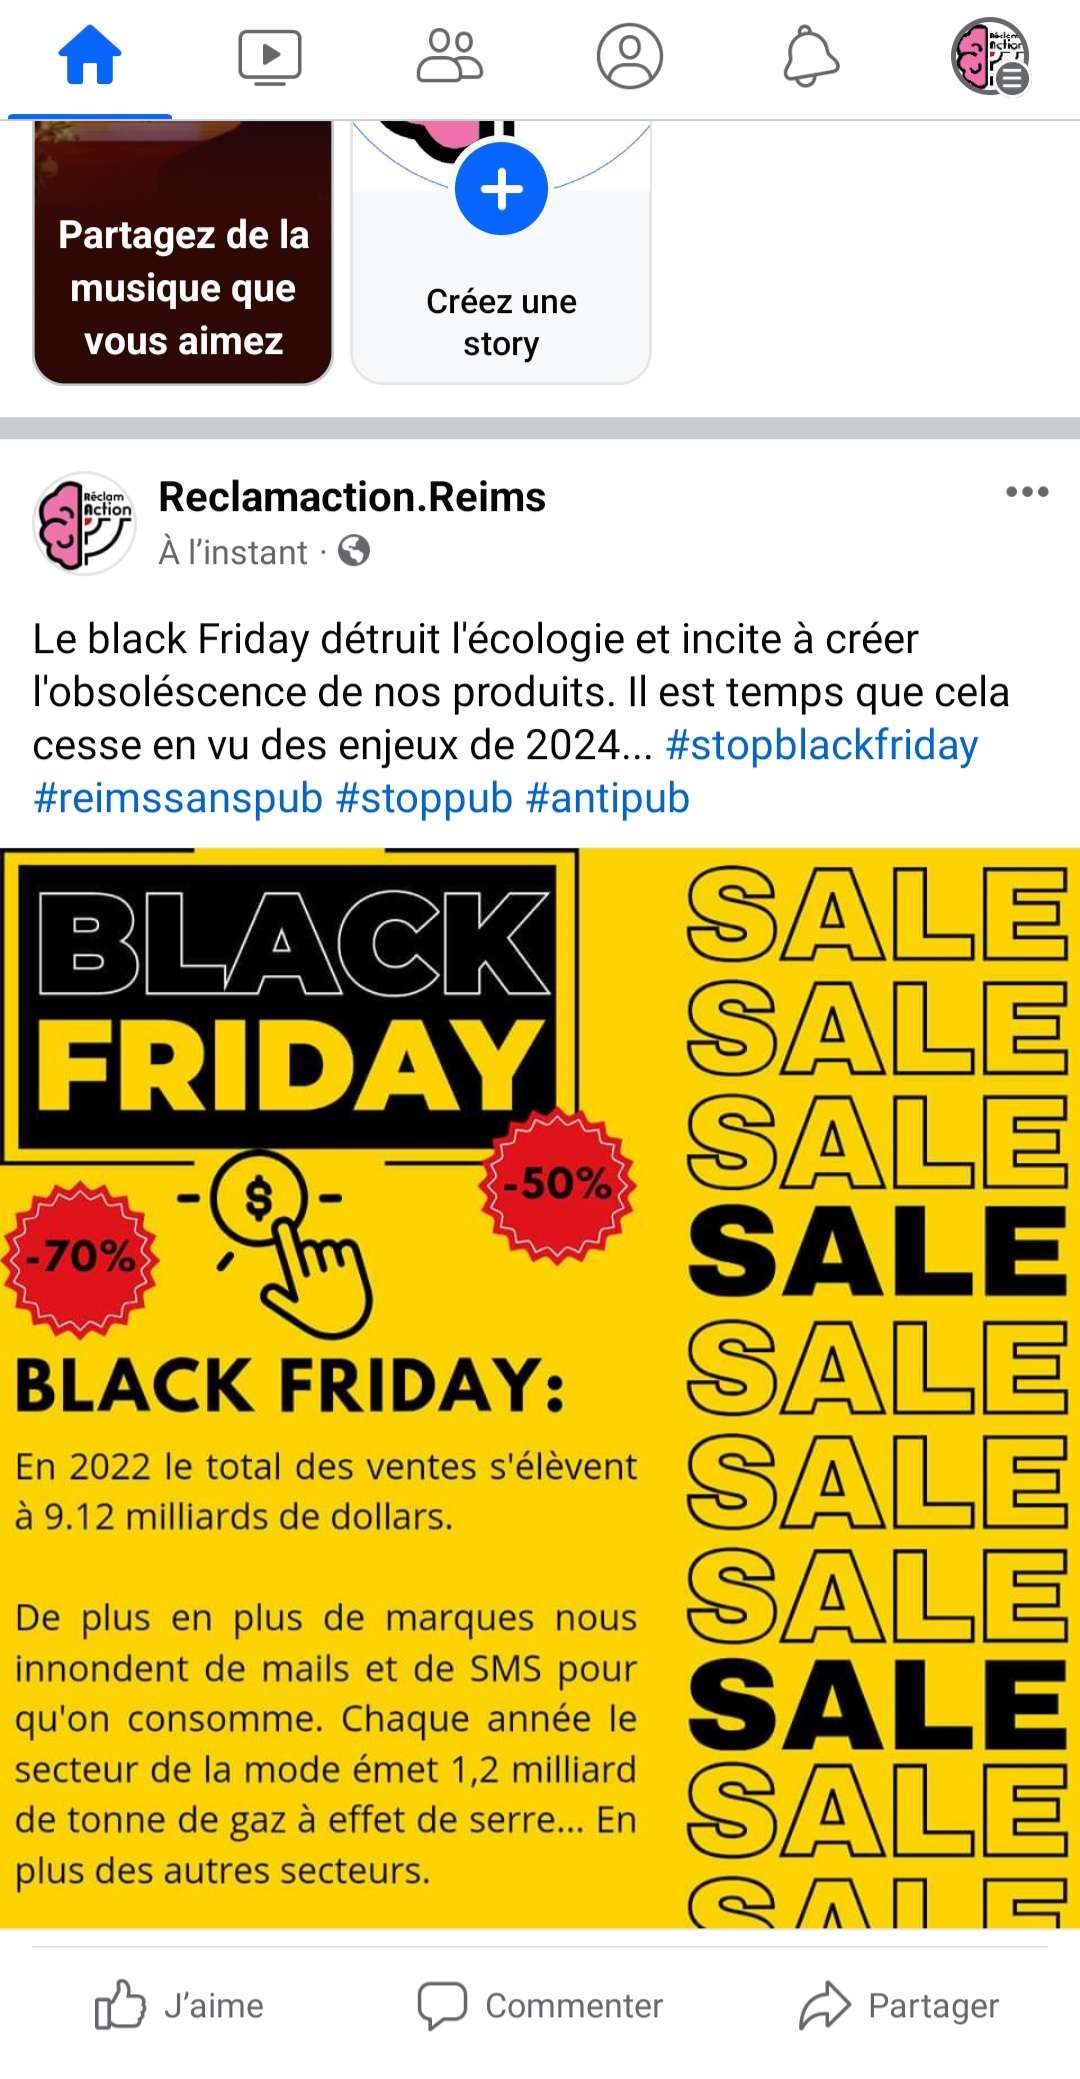 Réclam
Action
Partagez de la
musique que
vous aimez
Créez une
story
Réclam
Action
Reclamaction.Reims
À l'instant ·
Le black Friday détruit l'écologie et incite à créer
l'obsoléscence de nos produits. Il est temps que cela
cesse en vu des enjeux de 2024... #stopblackfriday
#reimssanspub #stoppub #antipub
BLACK
FRIDAY
-50%
$
-70%
BLACK FRIDAY:
En 2022 le total des ventes s'élèvent
à 9.12 milliards de dollars.
De plus en plus de marques nous
innondent de mails et de SMS pour
qu'on consomme. Chaque année le
secteur de la mode émet 1,2 milliard
de tonne de gaz à effet de serre... En
plus des autres secteurs.
SALE
SALE
SALE
SALE
SALE
SALE
SALE
SALE
SALE
SALE
J'aime
Commenter
Partager